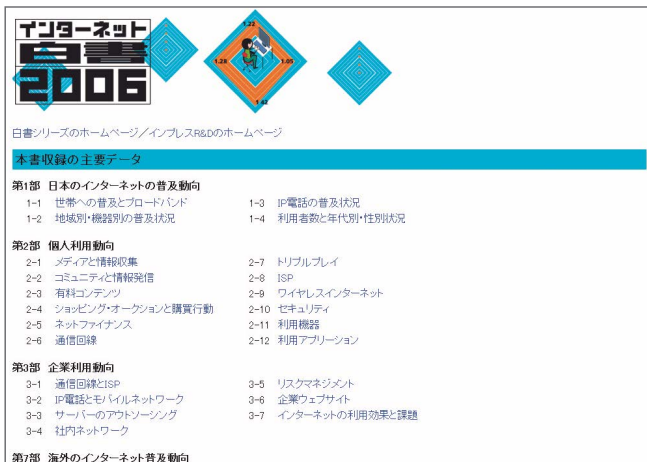 インターネット
白書
2006
1.22
1.28
1.05
1.42
白書シリーズのホームページ／インプレスR&Dのホームページ
本書収録の主要データ
第1部 日本のインターネットの普及動向
1-1 世帯への普及とブロードバンド 1-3 IP電話の普及状況
1-2 地域別・機器別の普及状況 1-4 利用者数と年代別・性別状況
第2部 個人利用動向
2-1 メディアと情報収集 2-7 トリプルプレイ
2-2 コミュニティと情報発信 2-8 ISP
2-3 有料コンテンツ 2-9 ワイヤレスインターネット
2-4 ショッピング・オークションと購買行動 2-10 セキュリティ
2-5 ネットファイナンス 2-11 利用機器
2-6 通信回線 2-12 利用アプリーション
第3部 企業利用動向
3-1 通信回線とISP 3-5 リスクマネジメント
3-2 IP電話とモバイルネットワーク 3-6 企業ウェブサイト
3-3 サーバーのアウトソーシング 3-7 インターネットの利用効果と課題
3-4 社内ネットワーク
第7部 海外のインターネット普及動向